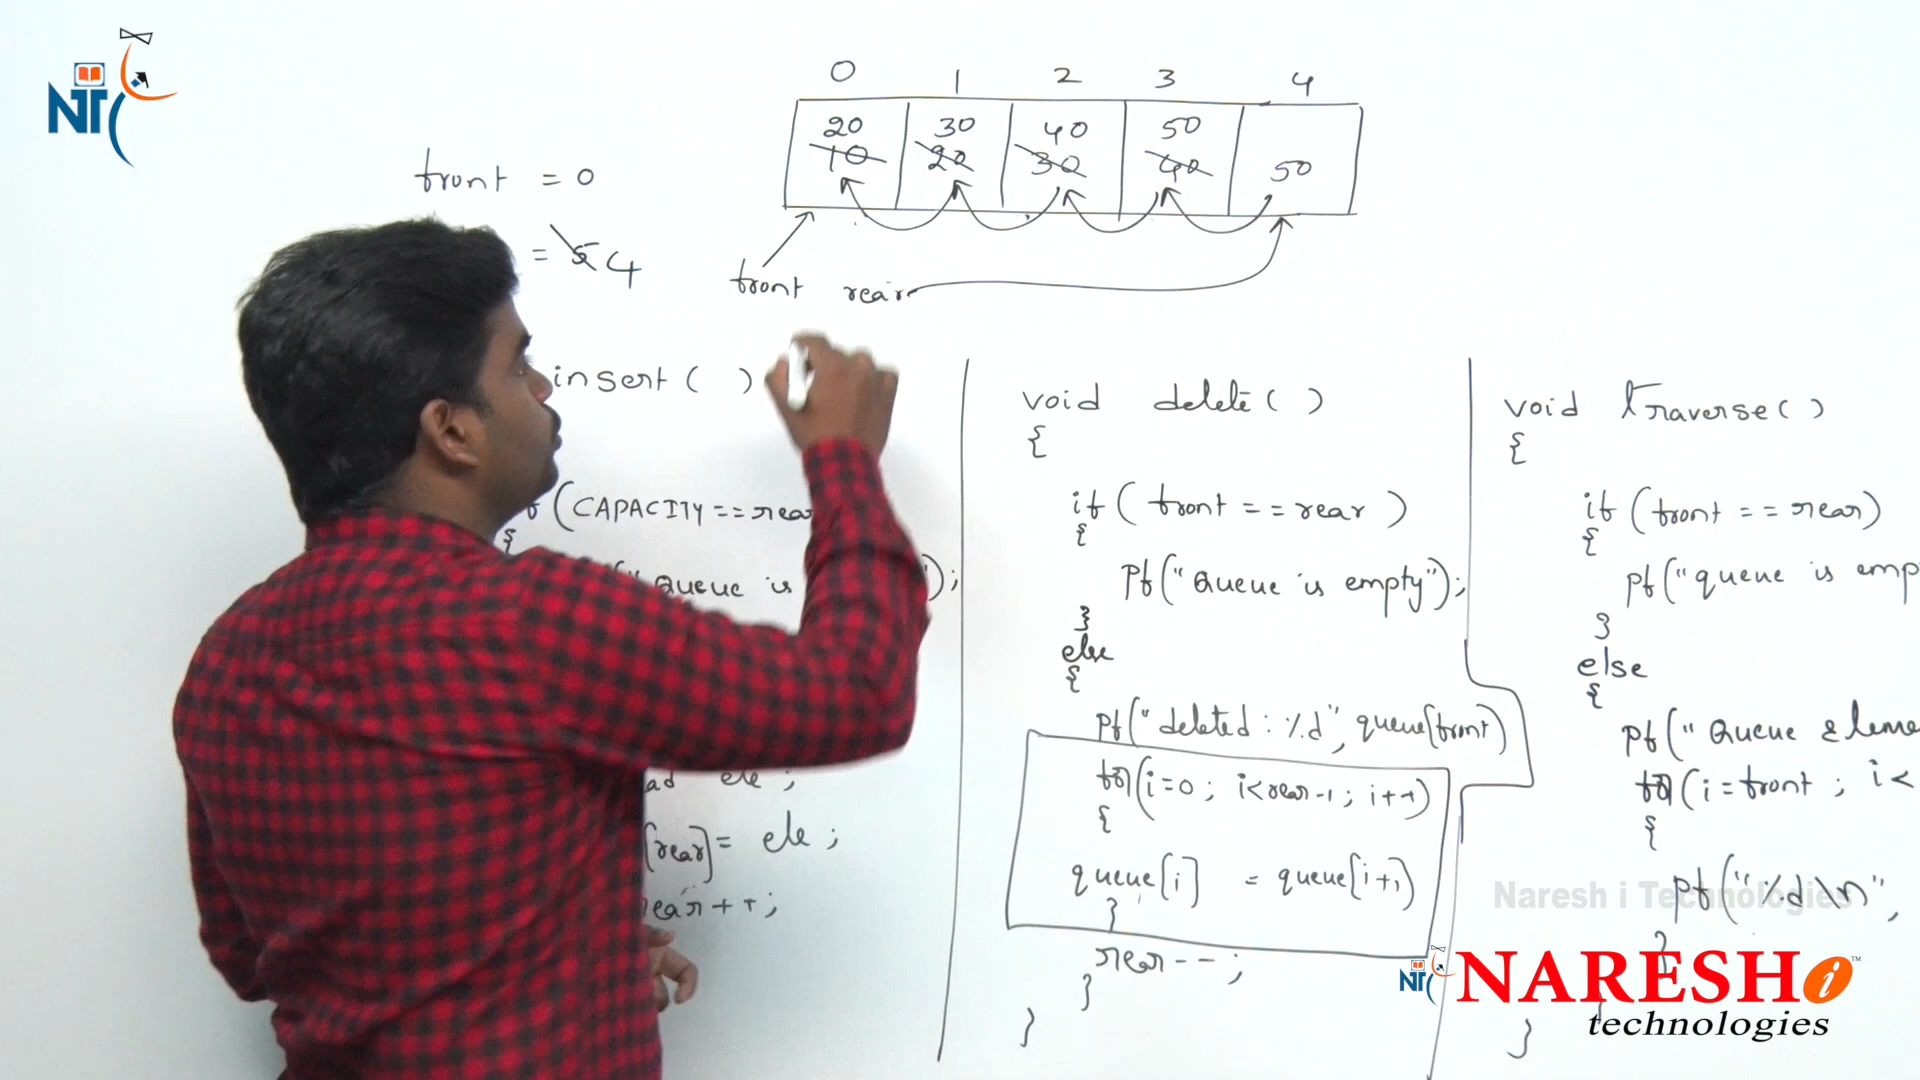 NT
0 1 2 3 4
20 30 40 50
10 20 30 40 50
front = 0
= 5 4
front rear
insert ( )
(CAPACITY == rear
" Queue is );
ele ;
[rear] = ele ;
rear ++ ;
void delete ( )
{
if ( front == rear )
{
pf("Queue is empty");
}
else
{
pf("deleted : %d", queue[front)
for(i=0 ; i<rear-1 ; i++)
{
queue[i] = queue[i+1)
}
rear -- ;
}
}
void Traverse ( )
{
if (front == rear)
{
pf("queue is emp
}
else
{
pf("Queue Eleme
for (i = front ; i <
{
pf("%d\n",
}
}
Naresh i Technologies
NT
NARESH i ™
technologies